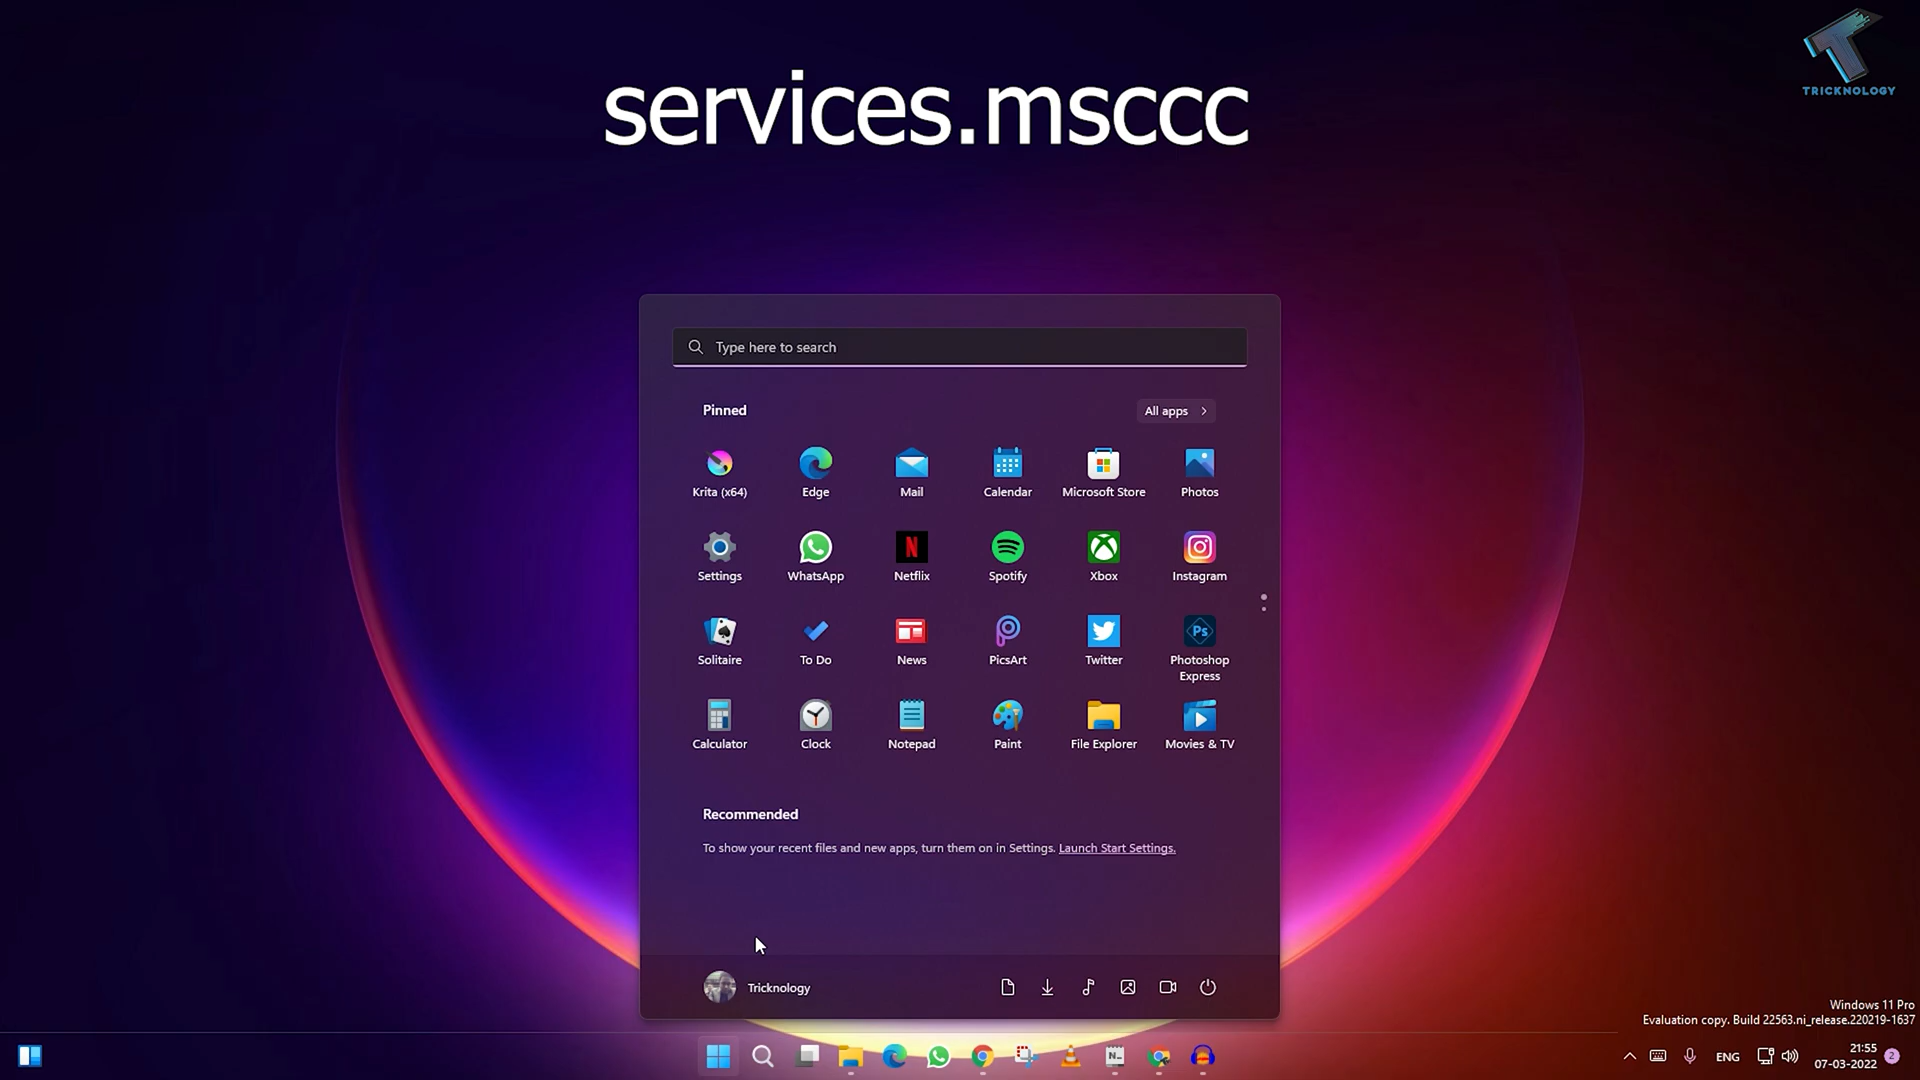 services.msccc
TRICKNOLOGY
Type here to search
Pinned
All apps
Krita (x64)
Edge
Mail
Calendar
Microsoft Store
Photos
Settings
WhatsApp
Netflix
Spotify
Xbox
Instagram
Solitaire
To Do
News
PicsArt
Twitter
Ps
Photoshop
Express
Calculator
Clock
Notepad
Paint
File Explorer
Movies & TV
Recommended
To show your recent files and new apps, turn them on in Settings. Launch Start Settings.
Tricknology
Windows 11 Pro
Evaluation copy. Build 22563.ni_release.220219-1637
ENG
21:55
07-03-2022
2